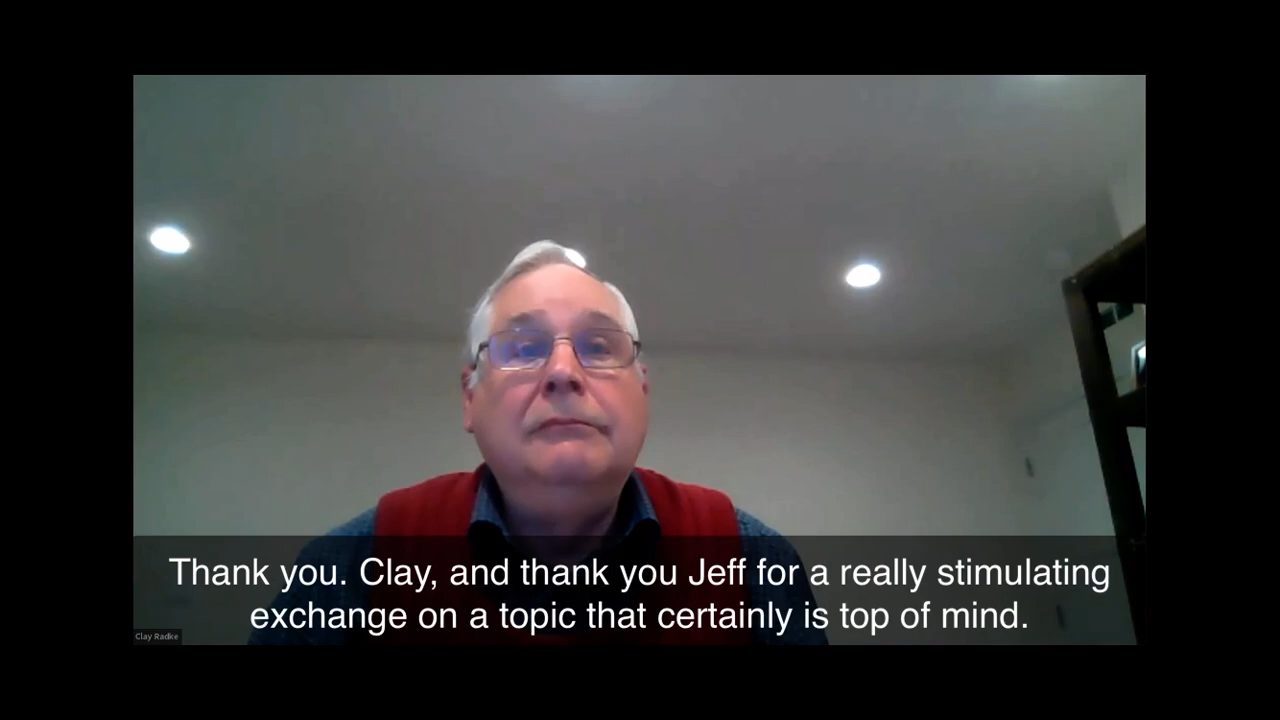 Thank you. Clay, and thank you Jeff for a really stimulating
exchange on a topic that certainly is top of mind.
Clay Radke